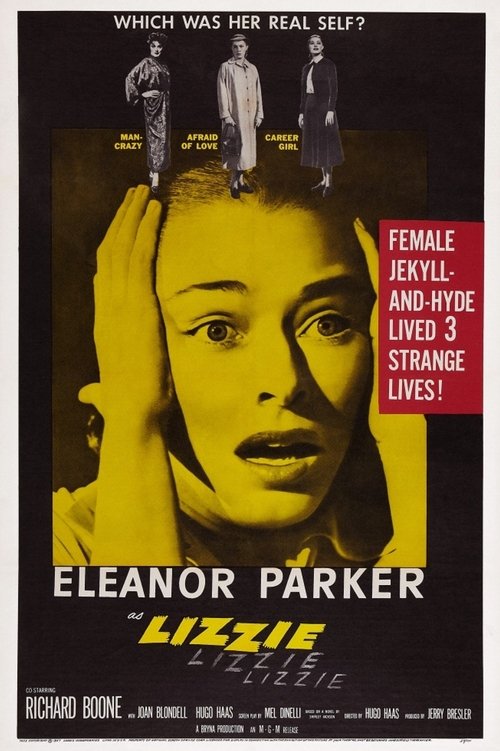 WHICH WAS HER REAL SELF?
MAN-
CRAZY
AFRAID
OF LOVE
CAREER
GIRL
FEMALE
JEKYLL-
AND-HYDE
LIVED 3
STRANGE
LIVES!
ELEANOR PARKER
as
LIZZIE
LIZZIE
LIZZIE
CO-STARRING
RICHARD BOONE WITH JOAN BLONDELL HUGO HAAS SCREEN PLAY BY MEL DINELLI BASED ON A NOVEL BY SHIRLEY JACKSON DIRECTED BY HUGO HAAS PRODUCED BY JERRY BRESLER
A BRYNA PRODUCTION AN M-G-M RELEASE